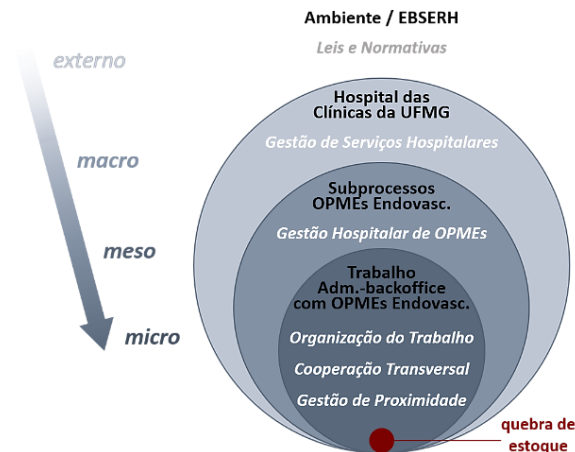 Ambiente / EBSERH
Leis e Normativas
externo
Hospital das
Clínicas da UFMG
Gestão de Serviços Hospitalares
macro
Subprocessos
OPMEs Endovasc.
Gestão Hospitalar de OPMEs
meso
Trabalho
Adm.-backoffice
com OPMEs Endovasc.
micro
Organização do Trabalho
Cooperação Transversal
Gestão de Proximidade
quebra de
estoque